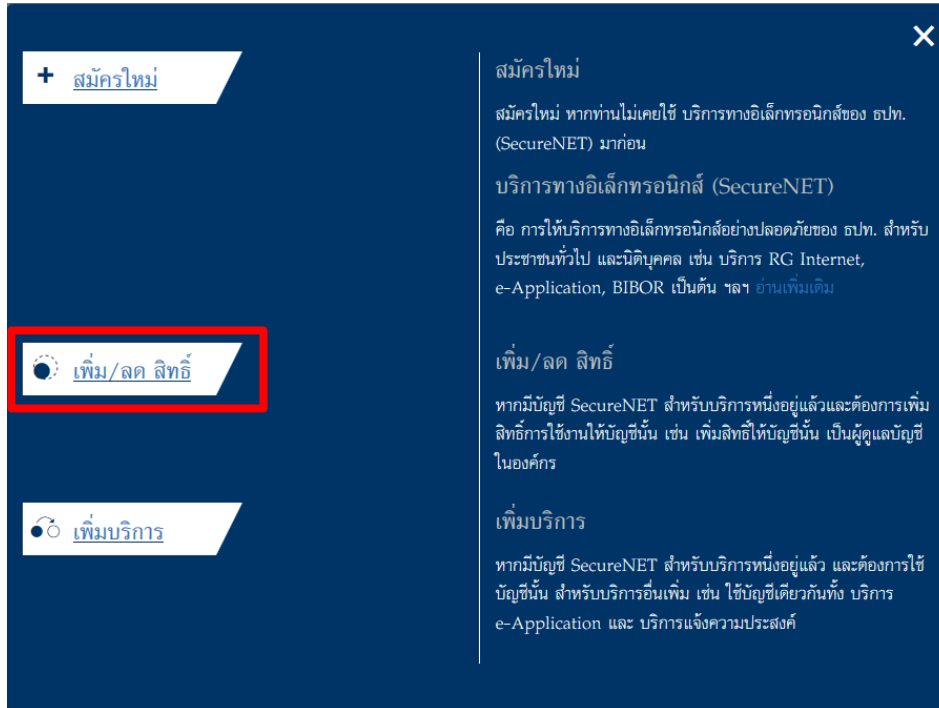 สมัครใหม่
สมัครใหม่
สมัครใหม่ หากท่านไม่เคยใช้ บริการทางอิเล็กทรอนิกส์ของ ธปท.
(SecureNET) มาก่อน
บริการทางอิเล็กทรอนิกส์ (SecureNET)
คือ การให้บริการทางอิเล็กทรอนิกส์อย่างปลอดภัยของ ธปท. สำหรับ
ประชาชนทั่วไป และนิติบุคคล เช่น บริการ RG Internet,
e-Application, BIBOR เป็นต้น ฯลฯ อ่านเพิ่มเติม
เพิ่ม/ลด สิทธิ์
เพิ่ม/ลด สิทธิ์
หากมีบัญชี SecureNET สำหรับบริการหนึ่งอยู่แล้วและต้องการเพิ่ม
สิทธิ์การใช้งานให้บัญชีนั้น เช่น เพิ่มสิทธิ์ให้บัญชีนั้น เป็นผู้ดูแลบัญชี
ในองค์กร
เพิ่มบริการ
เพิ่มบริการ
หากมีบัญชี SecureNET สำหรับบริการหนึ่งอยู่แล้ว และต้องการใช้
บัญชีนั้น สำหรับบริการอื่นเพิ่ม เช่น ใช้บัญชีเดียวกันทั้ง บริการ
e-Application และ บริการแจ้งความประสงค์